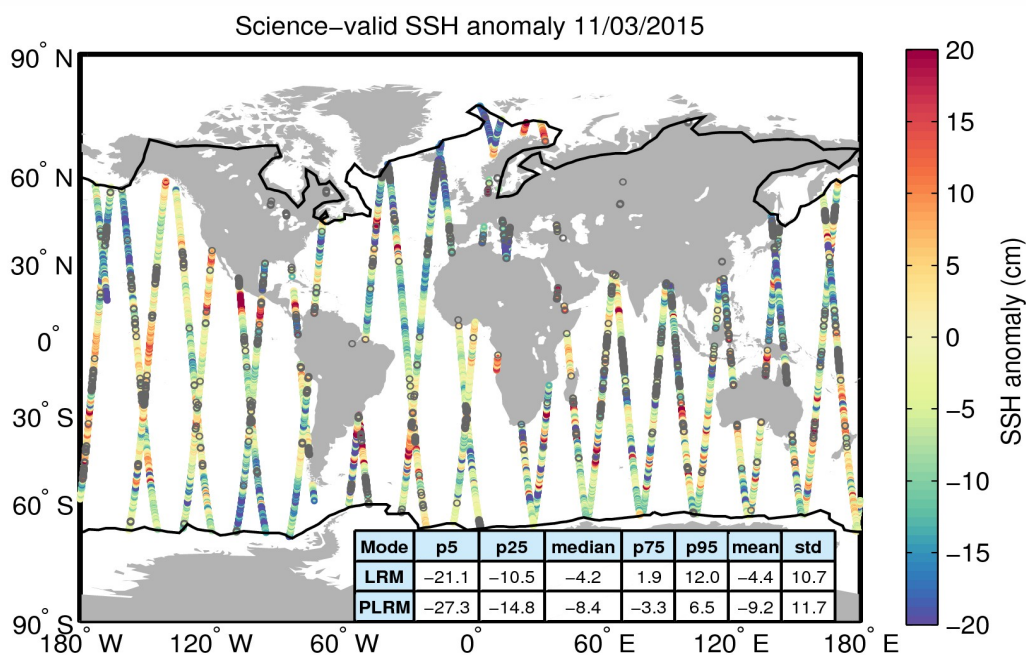 Science−valid SSH anomaly 11/03/2015
90° N
60° N
30° N
0°
30° S
60° S
90° S
180° W
120° W
60° W
0°
60° E
120° E
180° E
Mode p5 p25 median p75 p95 mean std
LRM −21.1 −10.5 −4.2 1.9 12.0 −4.4 10.7
PLRM −27.3 −14.8 −8.4 −3.3 6.5 −9.2 11.7
20
15
10
5
0
−5
−10
−15
−20
SSH anomaly (cm)